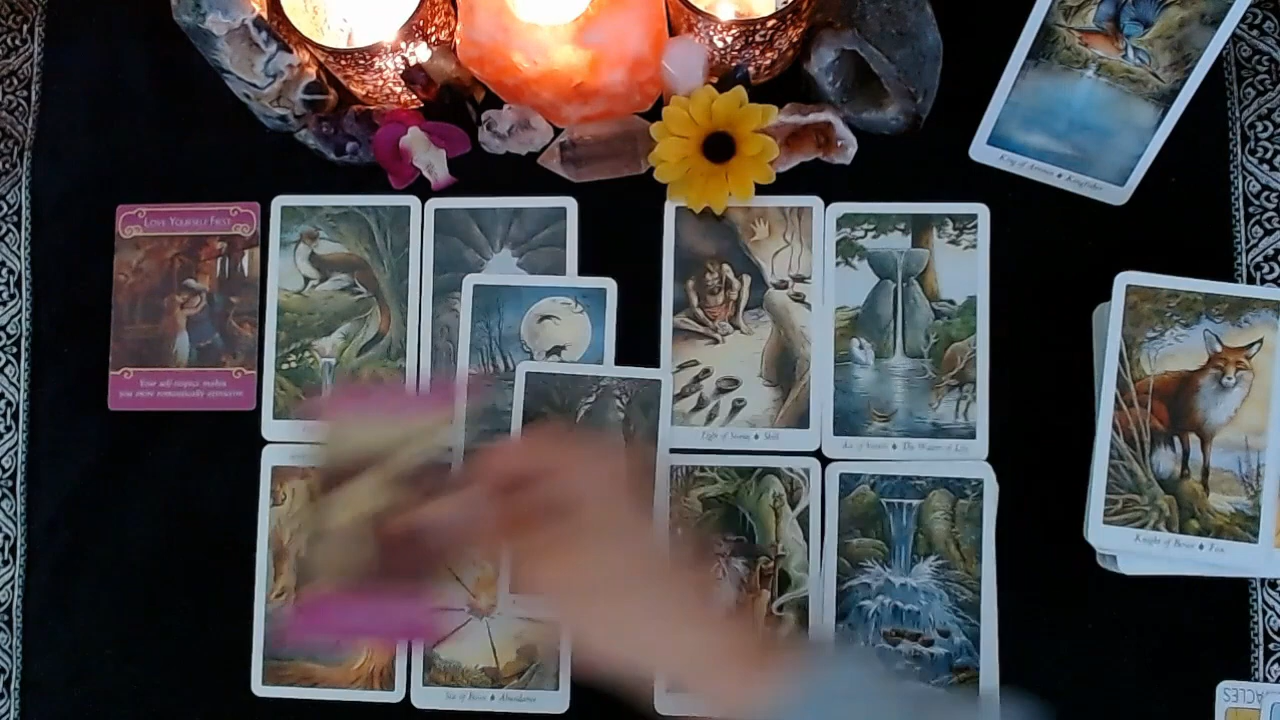 King of Arrows ♦ Kingfisher
LOVE YOURSELF FIRST
Your self-respect makes
you more romantically attractive
Eight of Stones ♦ Skill
Ace of Vessels ♦ The Waters of Life
Knight of Bows ♦ Fox
Six of Bows ♦ Abundance
ACLES